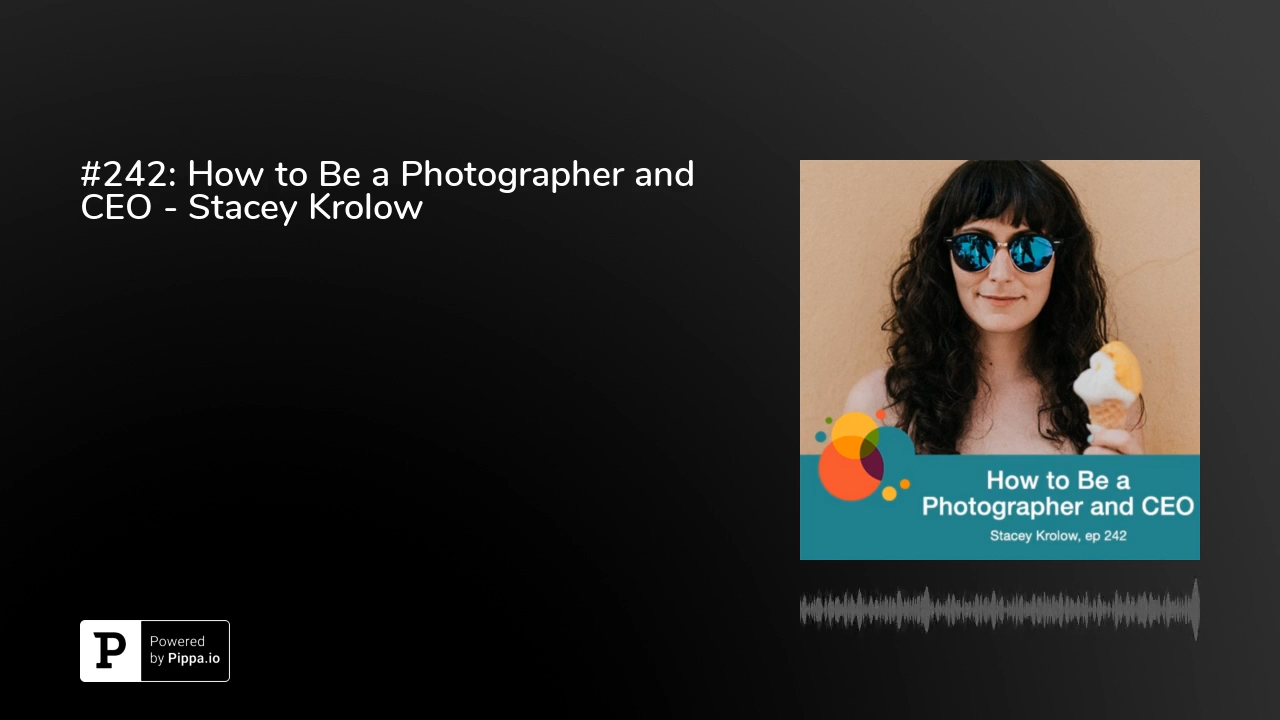 #242: How to Be a Photographer and
CEO - Stacey Krolow
How to Be a
Photographer and CEO
Stacey Krolow, ep 242
P
Powered
by Pippa.io